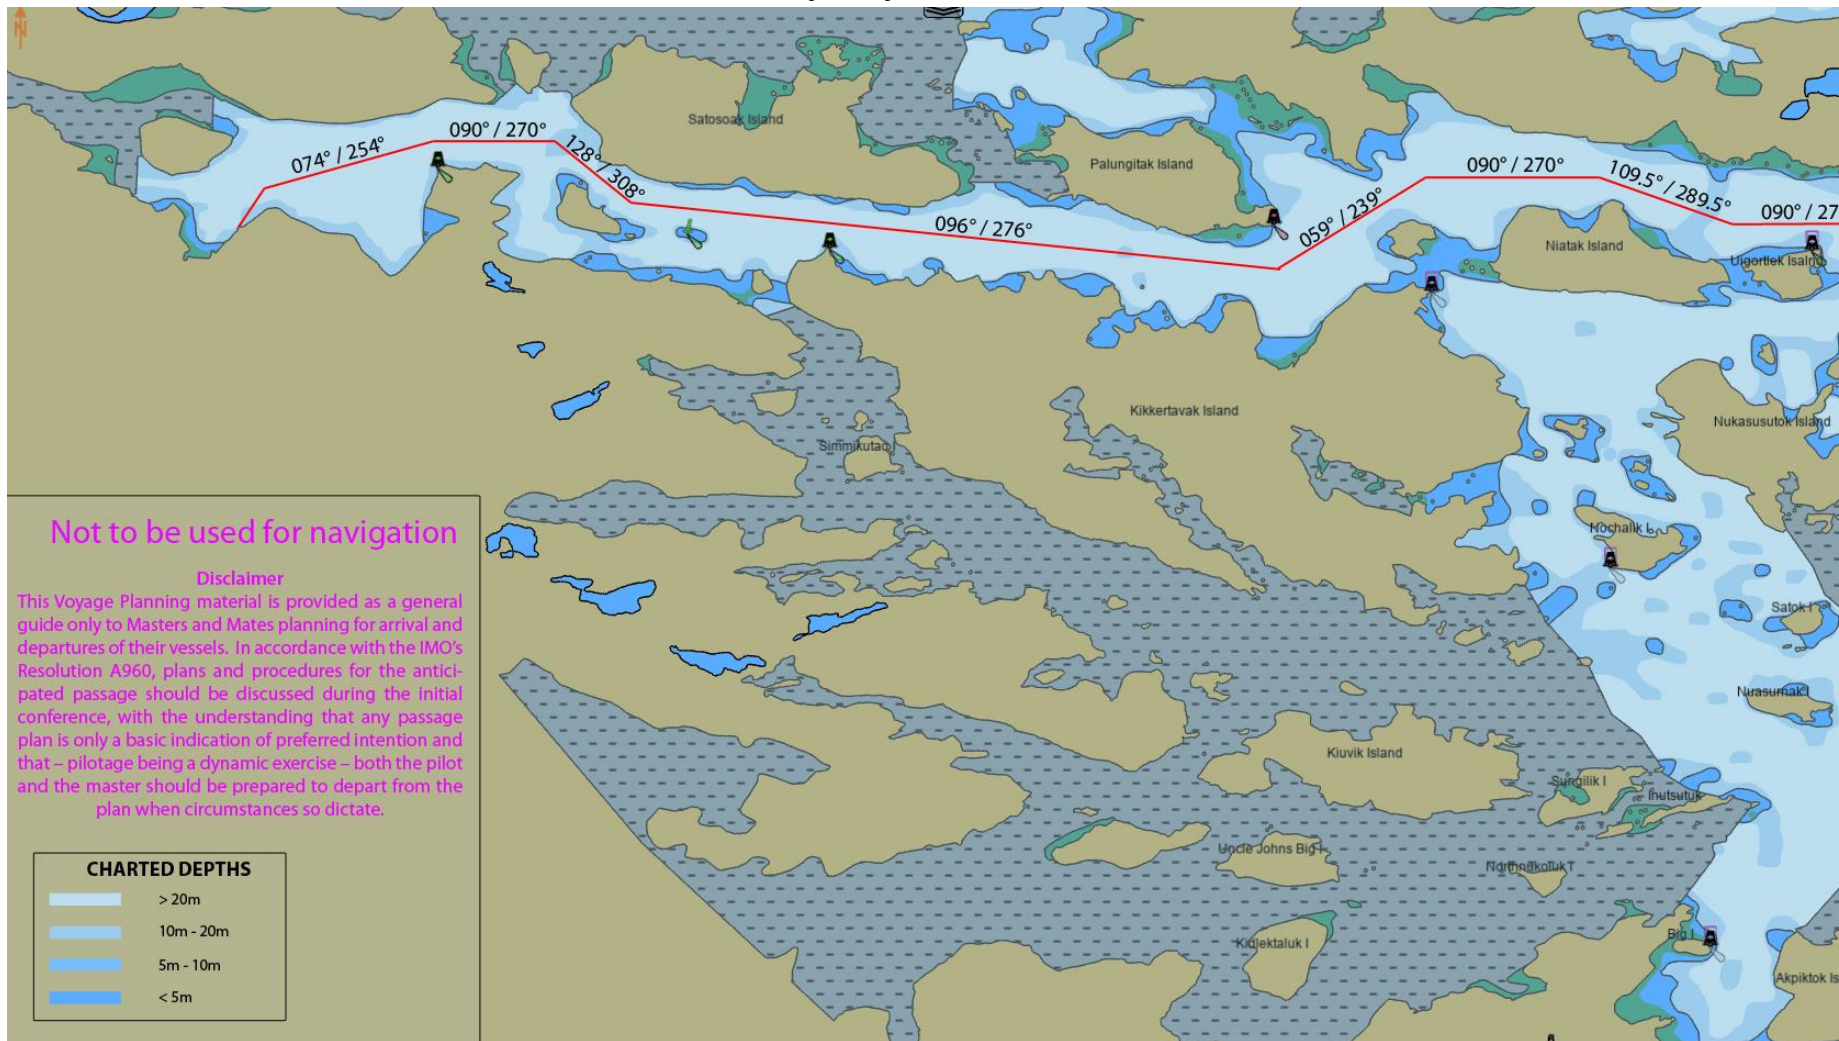 N
Satosoak Island
090° / 270°
074° / 254°
128° / 308°
Palungitak Island
090° / 270°
109.5° / 289.5°
059° / 239°
096° / 276°
090° / 27
Niatak Island
Uigortlek Isalnd
Kikkertavak Island
Nukasusutok Island
Simmikutaq I
Nochalik I
Satok I
Nuasurnak I
Kiuvik Island
Sungilik I
Inutsutuk
Uncle Johns Big I
Kidlektaluk I
Big I
Akpiktok Is
Not to be used for navigation
Disclaimer
This Voyage Planning material is provided as a general
guide only to Masters and Mates planning for arrival and
departures of their vessels. In accordance with the IMO's
Resolution A960, plans and procedures for the antici-
pated passage should be discussed during the initial
conference, with the understanding that any passage
plan is only a basic indication of preferred intention and
that – pilotage being a dynamic exercise – both the pilot
and the master should be prepared to depart from the
plan when circumstances so dictate.
CHARTED DEPTHS
> 20m
10m - 20m
5m - 10m
< 5m